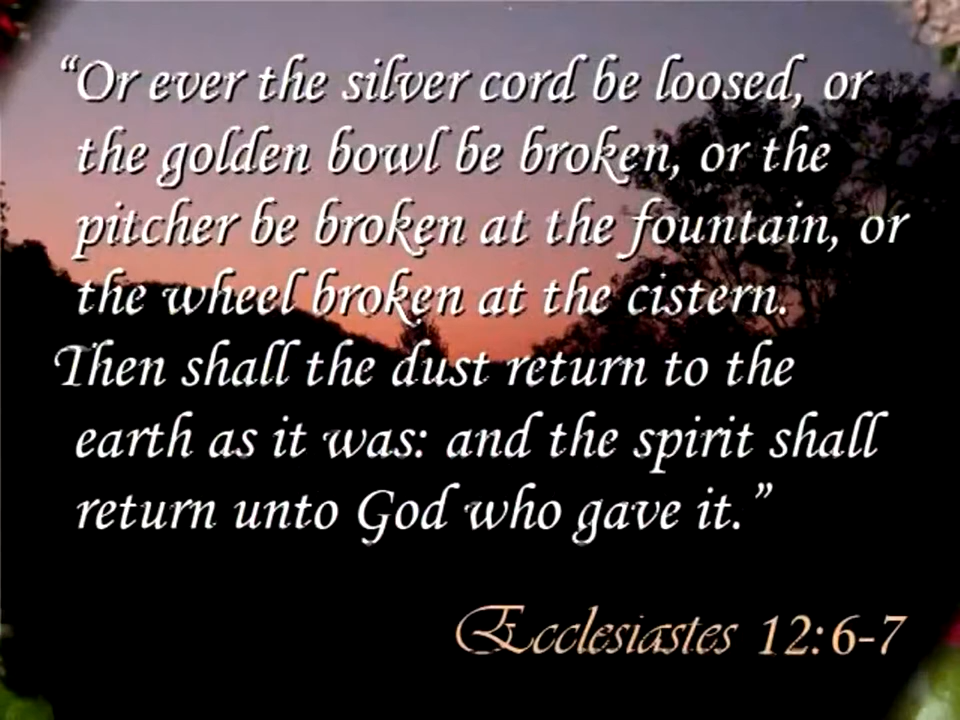 “Or ever the silver cord be loosed, or
the golden bowl be broken, or the
pitcher be broken at the fountain, or
the wheel broken at the cistern.
Then shall the dust return to the
earth as it was: and the spirit shall
return unto God who gave it.”
Ecclesiastes 12:6-7